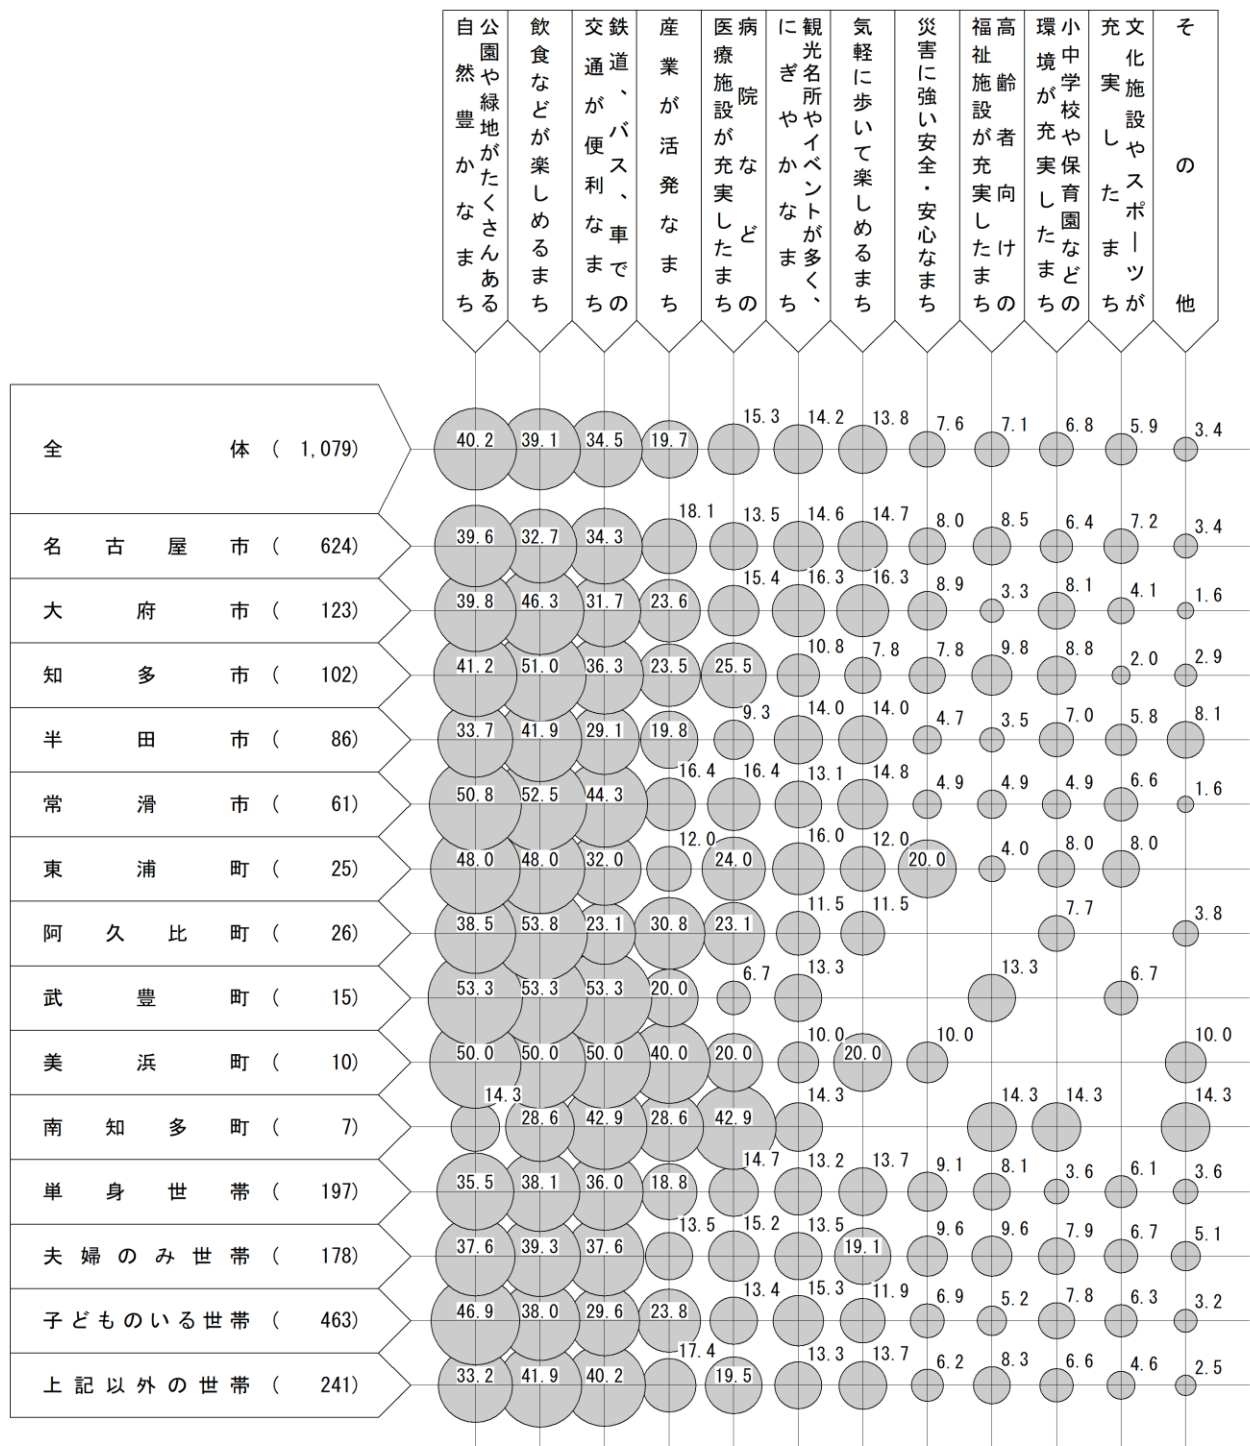 公園や緑地がたくさんある
自然豊かなまち
飲食などが楽しめるまち
鉄道、バス、車での
交通が便利なまち
産業が活発なまち
病院などの
医療施設が充実したまち
観光名所やイベントが多く、
にぎやかなまち
気軽に歩いて楽しめるまち
災害に強い安全・安心なまち
高齢者向けの
福祉施設が充実したまち
小中学校や保育園などの
環境が充実したまち
文化施設やスポーツが
充実したまち
その他
全体 ( 1,079) 40.2 39.1 34.5 19.7 15.3 14.2 13.8 7.6 7.1 6.8 5.9 3.4
名古屋市 ( 624) 39.6 32.7 34.3 18.1 13.5 14.6 14.7 8.0 8.5 6.4 7.2 3.4
大府市 ( 123) 39.8 46.3 31.7 23.6 15.4 16.3 16.3 8.9 3.3 8.1 4.1 1.6
知多市 ( 102) 41.2 51.0 36.3 23.5 25.5 10.8 7.8 7.8 9.8 8.8 2.0 2.9
半田市 ( 86) 33.7 41.9 29.1 19.8 9.3 14.0 14.0 4.7 3.5 7.0 5.8 8.1
常滑市 ( 61) 50.8 52.5 44.3 16.4 16.4 13.1 14.8 4.9 4.9 4.9 6.6 1.6
東浦町 ( 25) 48.0 48.0 32.0 12.0 24.0 16.0 12.0 20.0 4.0 8.0 8.0
阿久比町 ( 26) 38.5 53.8 23.1 30.8 23.1 11.5 11.5 7.7 3.8
武豊町 ( 15) 53.3 53.3 53.3 20.0 6.7 13.3 13.3 6.7
美浜町 ( 10) 50.0 50.0 50.0 40.0 20.0 10.0 20.0 10.0 10.0
南知多町 ( 7) 14.3 28.6 42.9 28.6 42.9 14.3 14.3 14.3 14.3
単身世帯 ( 197) 35.5 38.1 36.0 18.8 14.7 13.2 13.7 9.1 8.1 3.6 6.1 3.6
夫婦のみ世帯 ( 178) 37.6 39.3 37.6 13.5 15.2 13.5 19.1 9.6 9.6 7.9 6.7 5.1
子どものいる世帯 ( 463) 46.9 38.0 29.6 23.8 13.4 15.3 11.9 6.9 5.2 7.8 6.3 3.2
上記以外の世帯 ( 241) 33.2 41.9 40.2 17.4 19.5 13.3 13.7 6.2 8.3 6.6 4.6 2.5